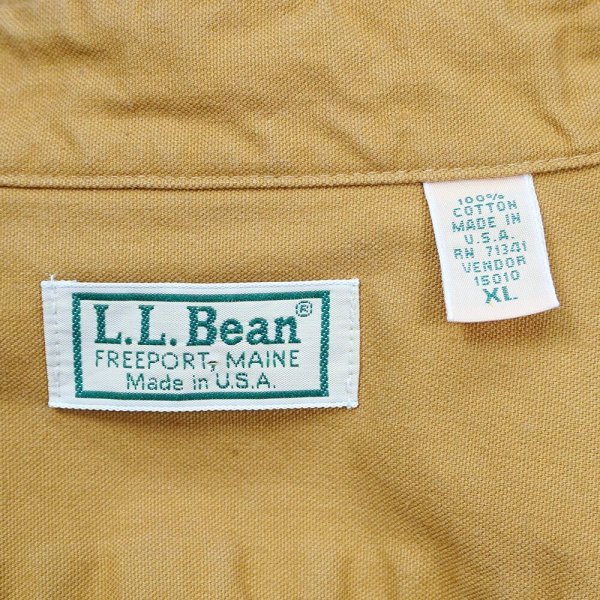 L.L. Bean®
FREEPORT, MAINE
Made in U.S.A.
100%
COTTON
MADE IN
U.S.A.
RN 71341
VENDOR
15010
XL